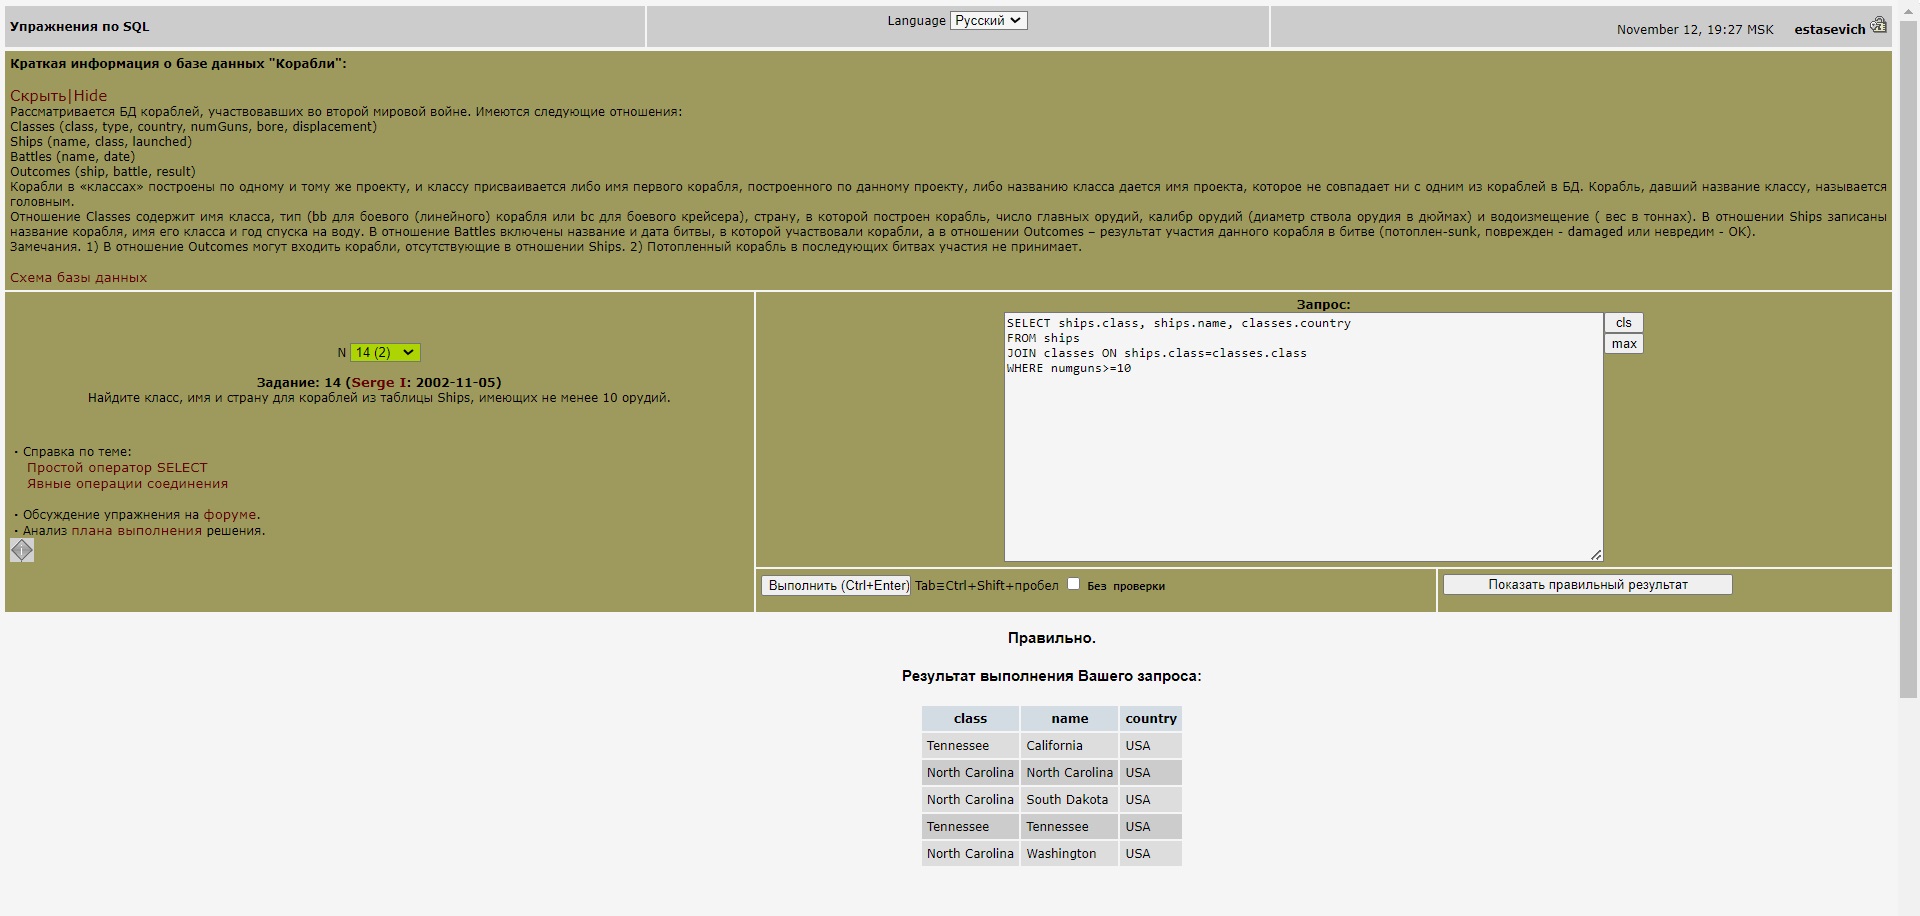 Упражнения по SQL
Language Русский
November 12, 19:27 MSK estasevich
Краткая информация о базе данных "Корабли":
Скрыть|Hide
Рассматривается БД кораблей, участвовавших во второй мировой войне. Имеются следующие отношения:
Classes (class, type, country, numGuns, bore, displacement)
Ships (name, class, launched)
Battles (name, date)
Outcomes (ship, battle, result)
Корабли в «классах» построены по одному и тому же проекту, и классу присваивается либо имя первого корабля, построенного по данному проекту, либо названию класса дается имя проекта, которое не совпадает ни с одним из кораблей в БД. Корабль, давший название классу, называется
головным.
Отношение Classes содержит имя класса, тип (bb для боевого (линейного) корабля или bc для боевого крейсера), страну, в которой построен корабль, число главных орудий, калибр орудий (диаметр ствола орудия в дюймах) и водоизмещение ( вес в тоннах). В отношении Ships записаны
название корабля, имя его класса и год спуска на воду. В отношение Battles включены название и дата битвы, в которой участвовали корабли, а в отношении Outcomes – результат участия данного корабля в битве (потоплен-sunk, поврежден - damaged или невредим - OK).
Замечания. 1) В отношение Outcomes могут входить корабли, отсутствующие в отношении Ships. 2) Потопленный корабль в последующих битвах участия не принимает.
Схема базы данных
N 14 (2)
Задание: 14 (Serge I: 2002-11-05)
Найдите класс, имя и страну для кораблей из таблицы Ships, имеющих не менее 10 орудий.
· Справка по теме:
Простой оператор SELECT
Явные операции соединения
· Обсуждение упражнения на форуме.
· Анализ плана выполнения решения.
Запрос:
SELECT ships.class, ships.name, classes.country
FROM ships
JOIN classes ON ships.class=classes.class
WHERE numguns>=10
cls
max
Выполнить (Ctrl+Enter) Tab≡Ctrl+Shift+пробел Без проверки
Показать правильный результат
Правильно.
Результат выполнения Вашего запроса:
class name country
Tennessee California USA
North Carolina North Carolina USA
North Carolina South Dakota USA
Tennessee Tennessee USA
North Carolina Washington USA